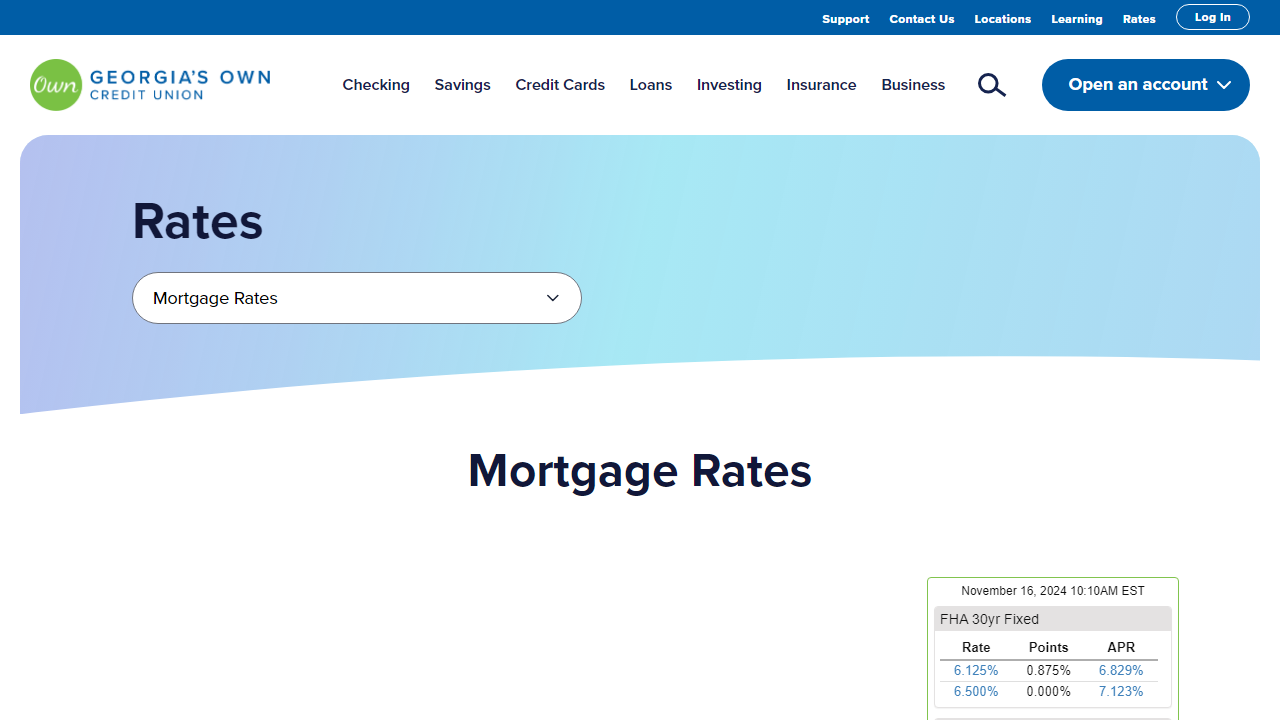 Support Contact Us Locations Learning Rates Log In
Own GEORGIA'S OWN
CREDIT UNION
Checking Savings Credit Cards Loans Investing Insurance Business Open an account
Rates
Mortgage Rates
Mortgage Rates
November 16, 2024 10:10AM EST
FHA 30yr Fixed
Rate Points APR
6.125% 0.875% 6.829%
6.500% 0.000% 7.123%